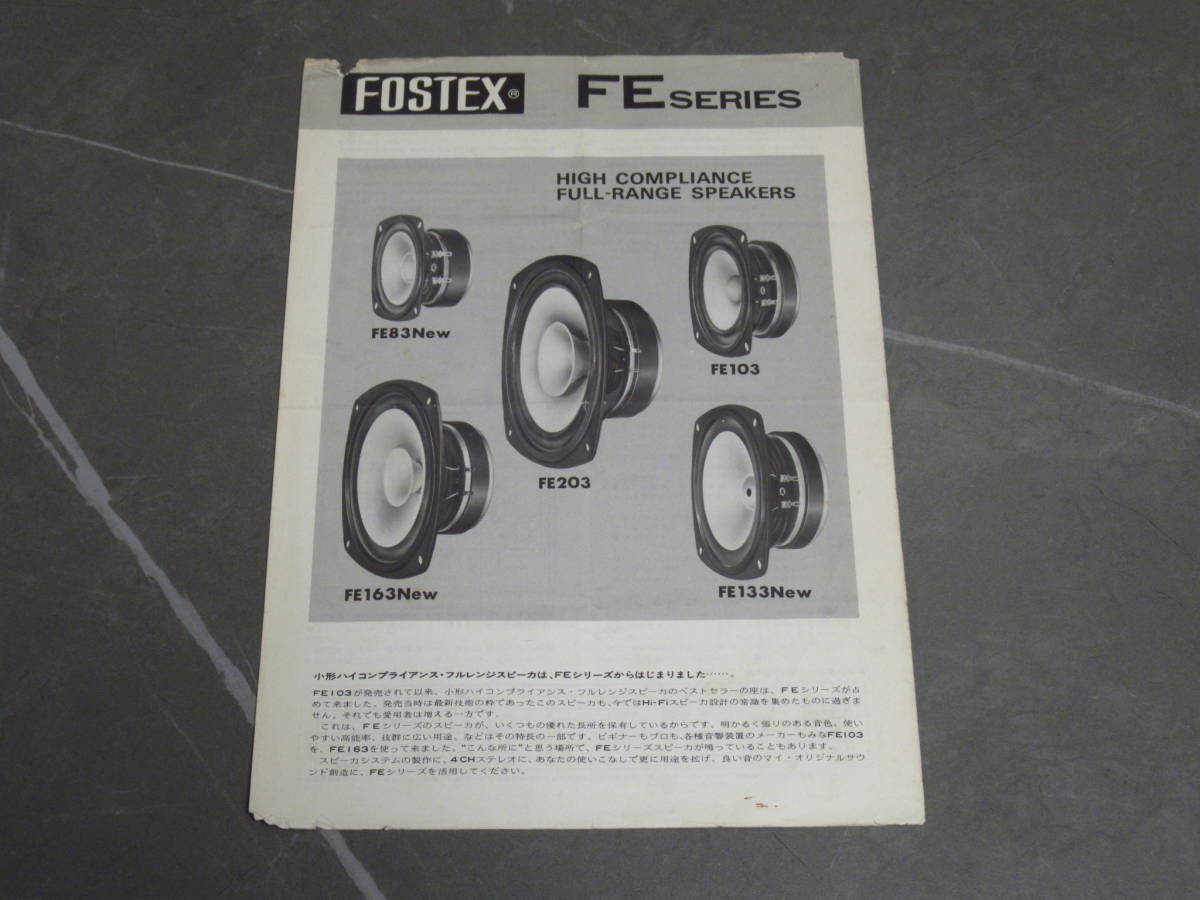 FOSTEX®
FE SERIES
HIGH COMPLIANCE
FULL-RANGE SPEAKERS
FE83New
FE103
FE203
FE163New
FE133New
小形ハイコンプライアンス・フルレンジスピーカは、FEシリーズからはじまりました……。
FE103が発売されて以来、小形ハイコンプライアンス・フルレンジスピーカのベストセラーの座は、FEシリーズが占
めて来ました。発売当時は最新技術の粋であったこのスピーカも、今ではHi-Fiスピーカ設計の常識を集めたものに過ぎま
せん。それでも愛用者は増える一方です。
これは、FEシリーズのスピーカが、いくつもの優れた長所を保有しているからです。明かるく張りのある音色、使い
やすい高能率、抜群に広い用途、などはその特長の一部です。ビギナーもプロも、各種音響装置のメーカーもみなFE103
を、FE163を使って来ました。"こんな所に"と思う場所で、FEシリーズスピーカが鳴っていることもあります。
スピーカシステムの製作に、4CHステレオに、あなたの使いこなしで更に用途を拡げ、良い音のマイ・オリジナルサウ
ンド創造に、FEシリーズを活用してください。